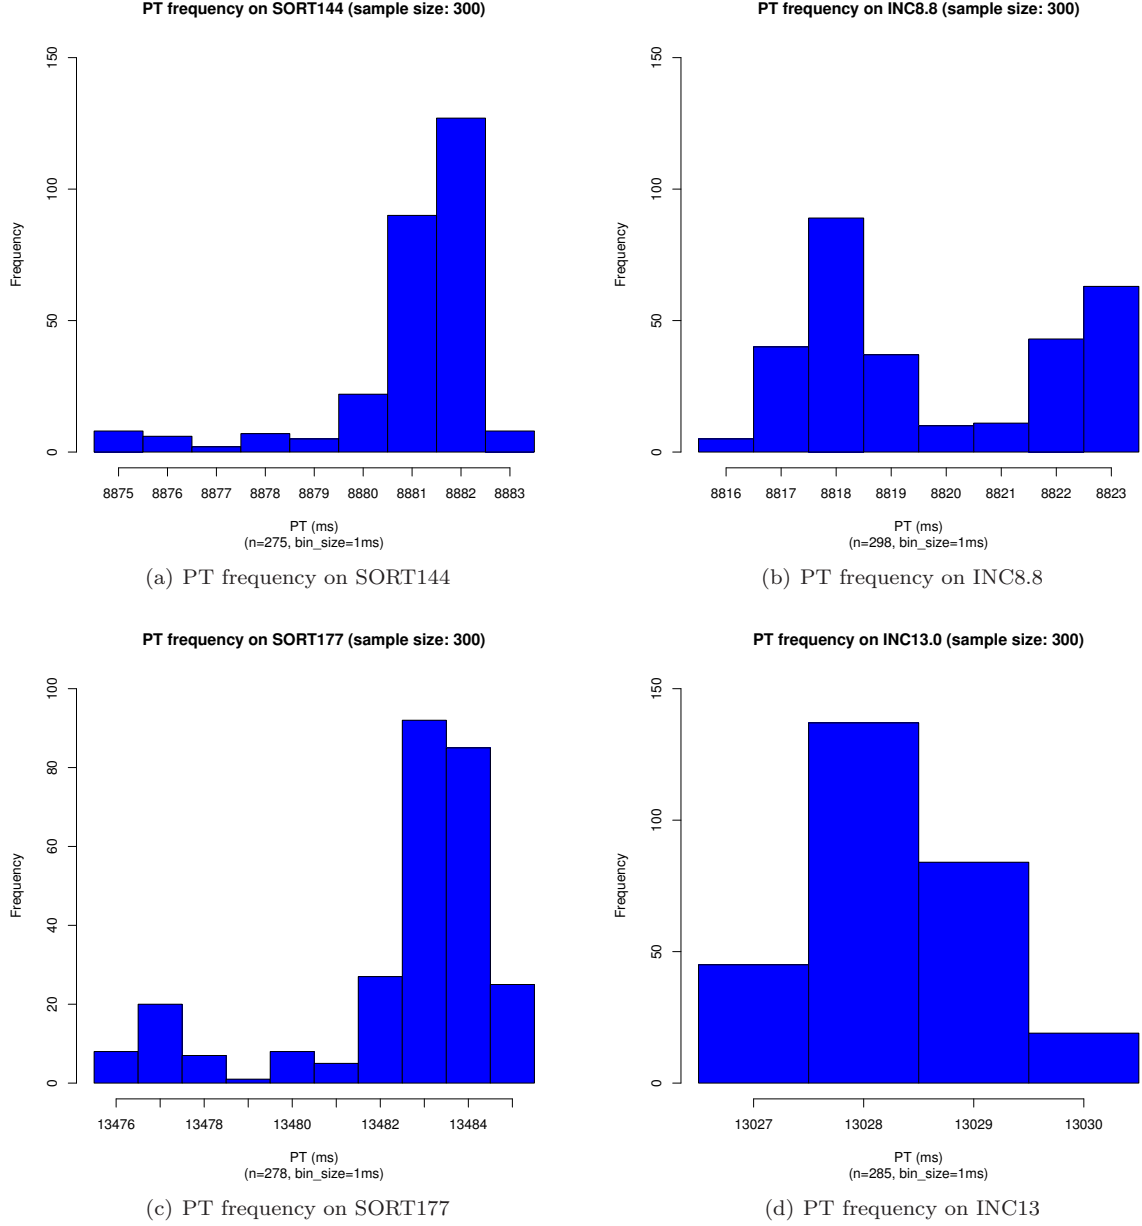 PT frequency on SORT144 (sample size: 300)
150
100
50
0
Frequency
8875 8876 8877 8878 8879 8880 8881 8882 8883
PT (ms)
(n=275, bin_size=1ms)
(a) PT frequency on SORT144
PT frequency on INC8.8 (sample size: 300)
150
100
50
0
Frequency
8816 8817 8818 8819 8820 8821 8822 8823
PT (ms)
(n=298, bin_size=1ms)
(b) PT frequency on INC8.8
PT frequency on SORT177 (sample size: 300)
100
80
60
40
20
0
Frequency
13476 13478 13480 13482 13484
PT (ms)
(n=278, bin_size=1ms)
(c) PT frequency on SORT177
PT frequency on INC13.0 (sample size: 300)
150
100
50
0
Frequency
13027 13028 13029 13030
PT (ms)
(n=285, bin_size=1ms)
(d) PT frequency on INC13